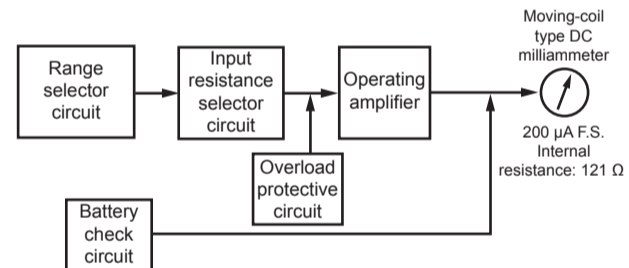 Range
selector
circuit
Input
resistance
selector
circuit
Operating
amplifier
Moving-coil
type DC
milliammeter
200 µA F.S.
Internal
resistance: 121 Ω
Overload
protective
circuit
Battery
check
circuit